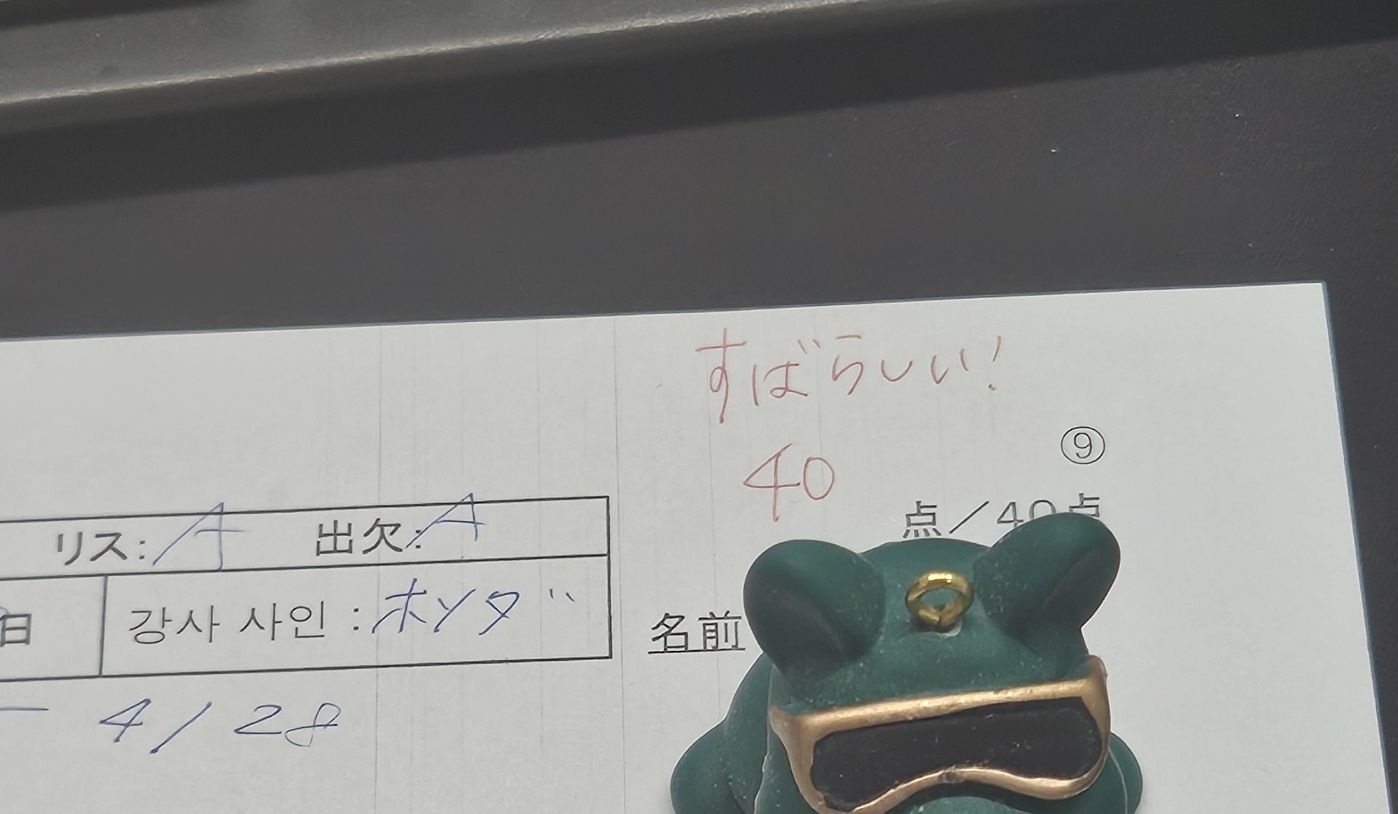 すばらしい!
⑨
40 点／40点
リス: A 出欠: A
日 강사 사인 : ホンダ
名前
4/28